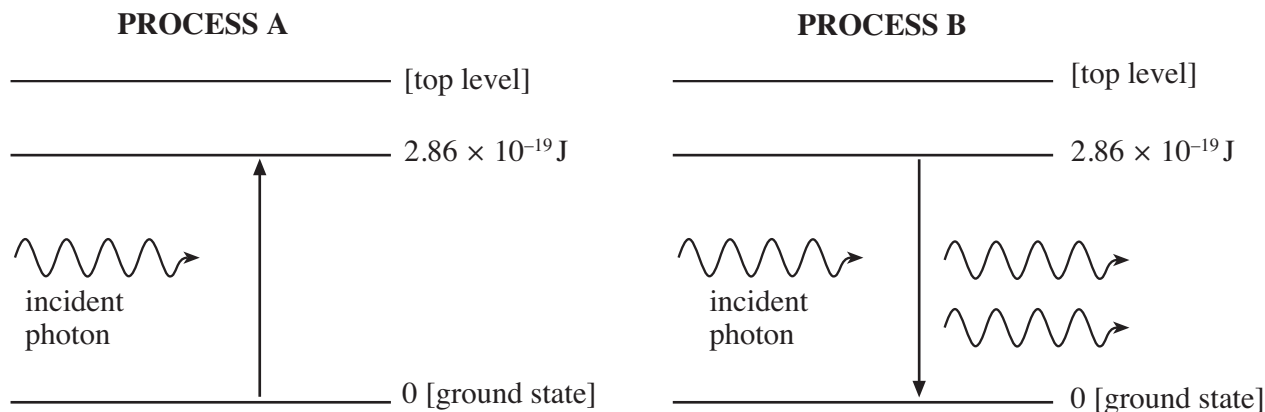 PROCESS A
[top level]
2.86 × 10⁻¹⁹ J
incident
photon
0 [ground state]
PROCESS B
[top level]
2.86 × 10⁻¹⁹ J
incident
photon
0 [ground state]